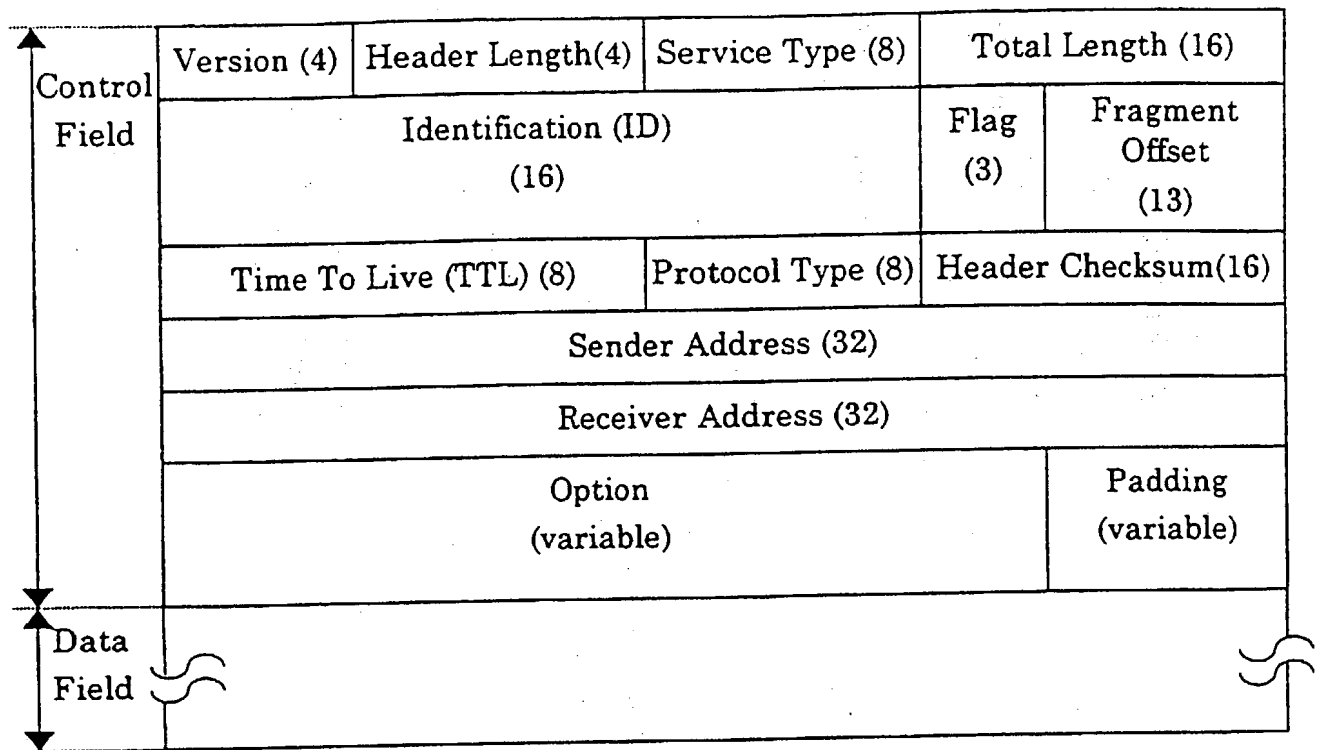 Control
Field
Version (4)
Header Length(4)
Service Type (8)
Total Length (16)
Identification (ID)
(16)
Flag
(3)
Fragment
Offset
(13)
Time To Live (TTL) (8)
Protocol Type (8)
Header Checksum(16)
Sender Address (32)
Receiver Address (32)
Option
(variable)
Padding
(variable)
Data
Field